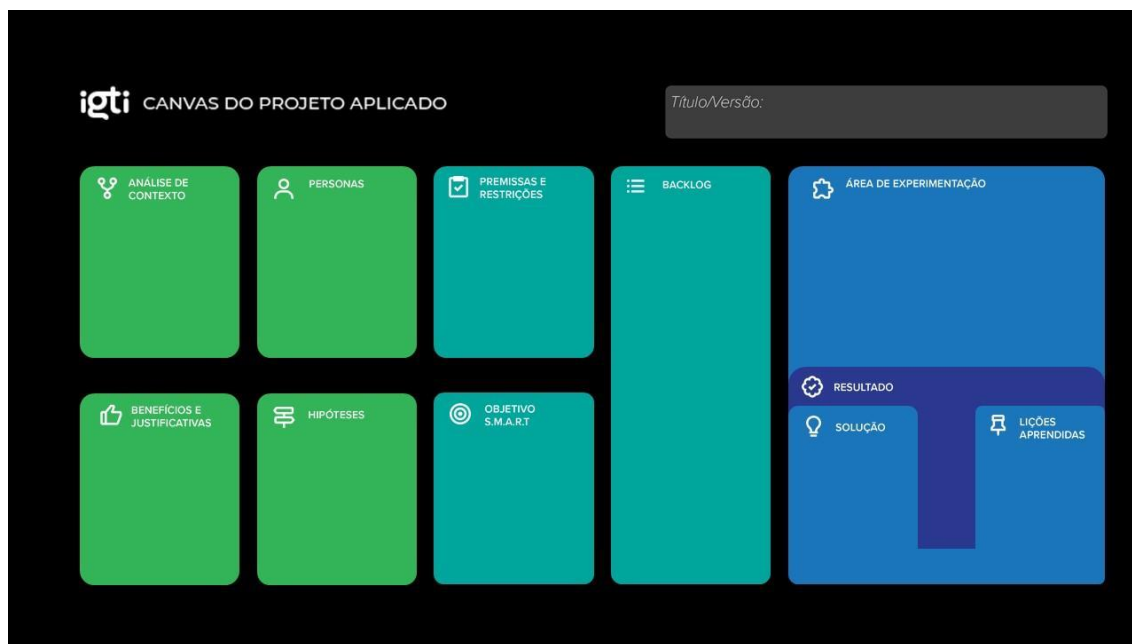 igti CANVAS DO PROJETO APLICADO
Título/Versão:
ANÁLISE DE
CONTEXTO
PERSONAS
PREMISSAS E
RESTRIÇÕES
BACKLOG
ÁREA DE EXPERIMENTAÇÃO
BENEFÍCIOS E
JUSTIFICATIVAS
HIPÓTESES
OBJETIVO
S.M.A.R.T
RESULTADO
SOLUÇÃO
LIÇÕES
APRENDIDAS